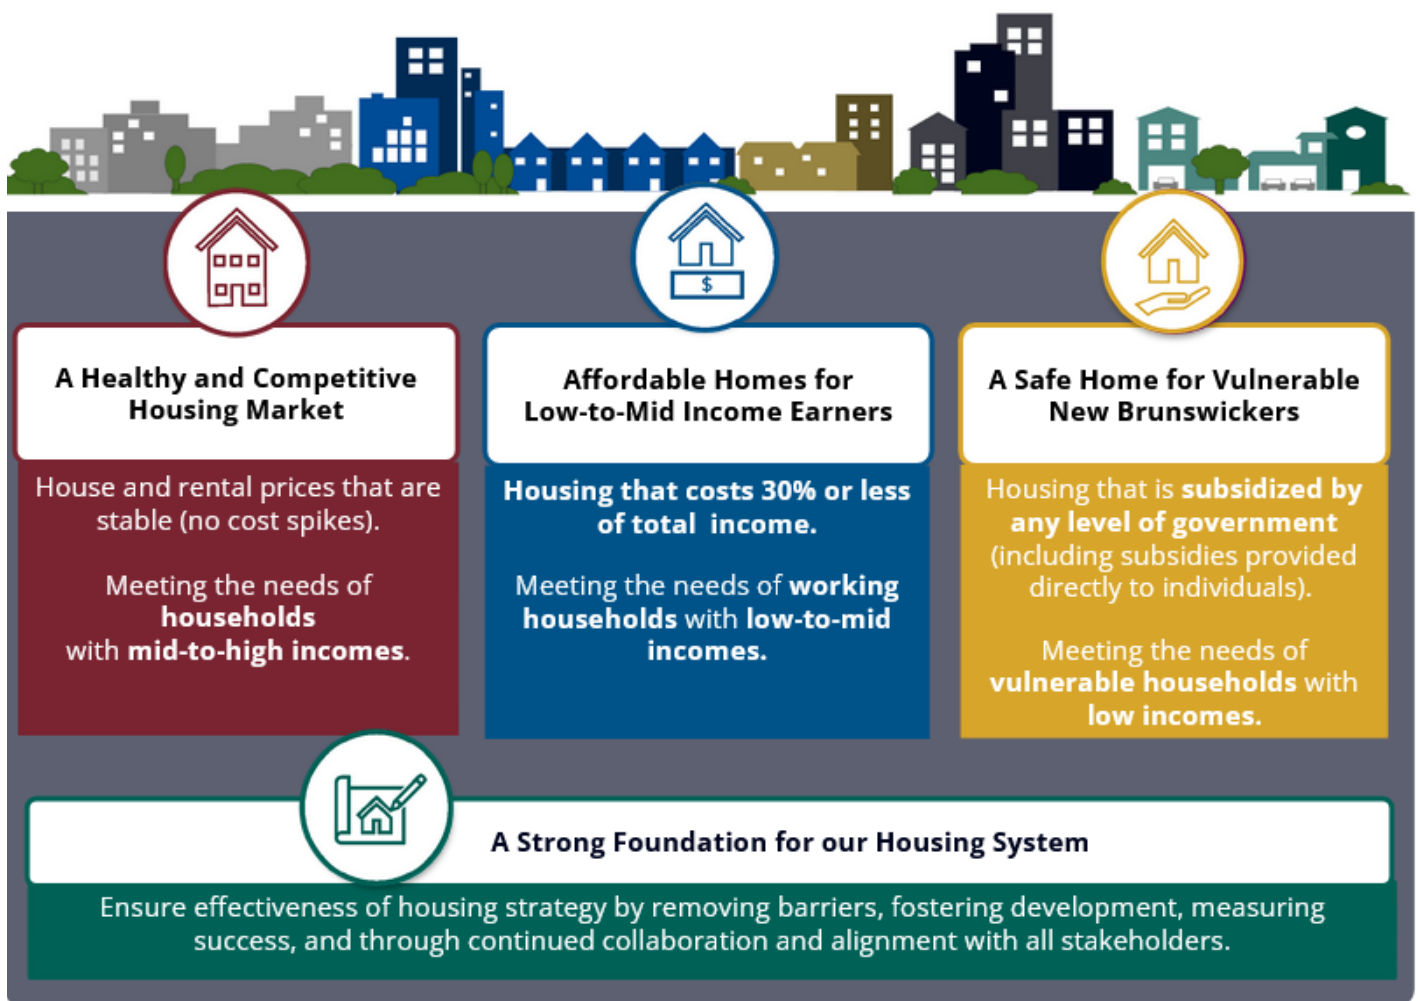 A Healthy and Competitive
Housing Market
House and rental prices that are
stable (no cost spikes).
Meeting the needs of
households
with mid-to-high incomes.
$
Affordable Homes for
Low-to-Mid Income Earners
Housing that costs 30% or less
of total income.
Meeting the needs of working
households with low-to-mid
incomes.
A Safe Home for Vulnerable
New Brunswickers
Housing that is subsidized by
any level of government
(including subsidies provided
directly to individuals).
Meeting the needs of
vulnerable households with
low incomes.
A Strong Foundation for our Housing System
Ensure effectiveness of housing strategy by removing barriers, fostering development, measuring
success, and through continued collaboration and alignment with all stakeholders.